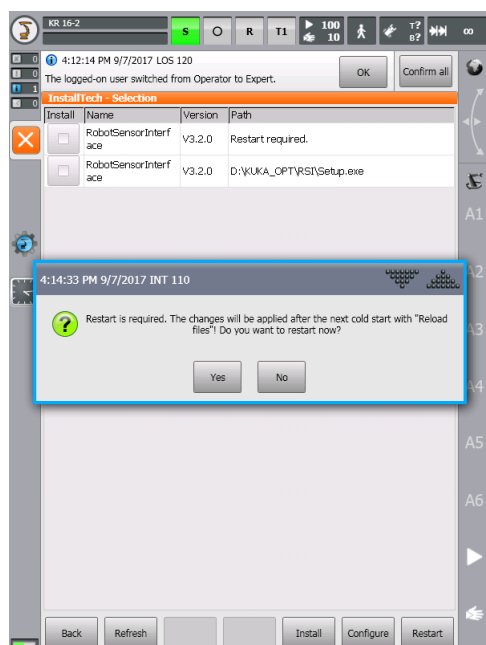 KR 16-2
S O R T1 100 10 T? B? ∞
0 4:12:14 PM 9/7/2017 LOS 120
0 The logged-on user switched from Operator to Expert.
OK Confirm all
1
0 InstallTech - Selection
Install Name Version Path
RobotSensorInterf
ace
V3.2.0 Restart required.
RobotSensorInterf
ace
V3.2.0 D:\KUKA_OPT\RSI\Setup.exe
A1
4:14:33 PM 9/7/2017 INT 110
A2
Restart is required. The changes will be applied after the next cold start with "Reload
files"! Do you want to restart now?
A3
Yes No
A4
A5
A6
Back Refresh Install Configure Restart